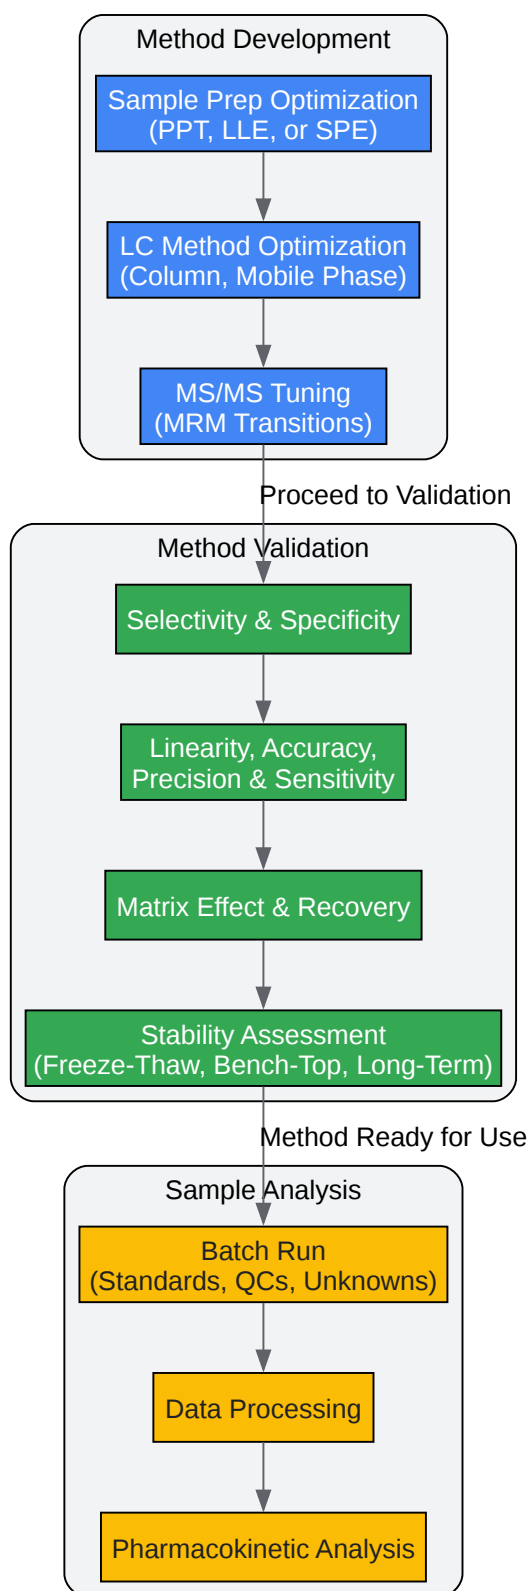 Method Development
Sample Prep Optimization
(PPT, LLE, or SPE)
LC Method Optimization
(Column, Mobile Phase)
MS/MS Tuning
(MRM Transitions)
Proceed to Validation
Method Validation
Selectivity & Specificity
Linearity, Accuracy,
Precision & Sensitivity
Matrix Effect & Recovery
Stability Assessment
(Freeze-Thaw, Bench-Top, Long-Term)
Method Ready for Use
Sample Analysis
Batch Run
(Standards, QCs, Unknowns)
Data Processing
Pharmacokinetic Analysis